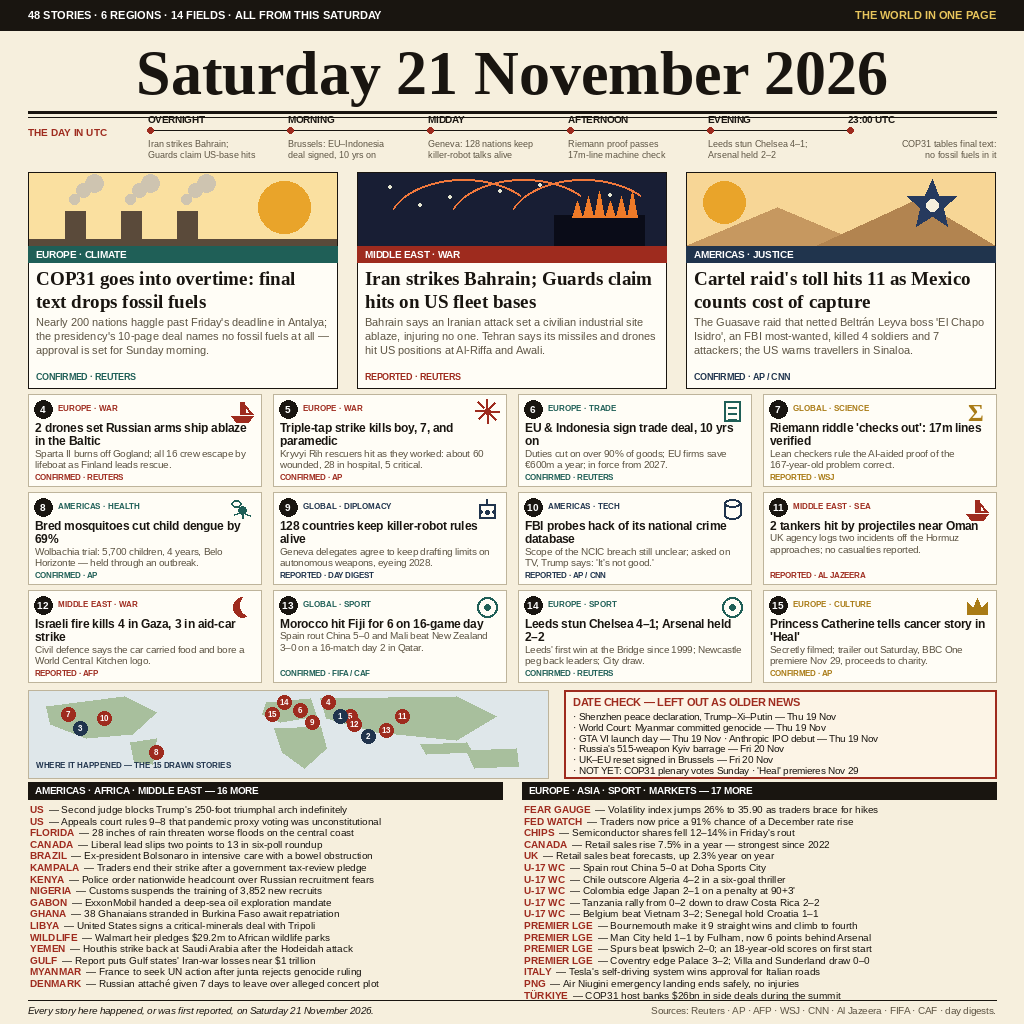 48 STORIES · 6 REGIONS · 14 FIELDS · ALL FROM THIS SATURDAY
THE WORLD IN ONE PAGE
Saturday 21 November 2026
THE DAY IN UTC
OVERNIGHT
Iran strikes Bahrain;
Guards claim US-base hits
MORNING
Brussels: EU–Indonesia
deal signed, 10 yrs on
MIDDAY
Geneva: 128 nations keep
killer-robot talks alive
AFTERNOON
Riemann proof passes
17m-line machine check
EVENING
Leeds stun Chelsea 4–1;
Arsenal held 2–2
23:00 UTC
COP31 tables final text:
no fossil fuels in it
EUROPE · CLIMATE
COP31 goes into overtime: final
text drops fossil fuels
Nearly 200 nations haggle past Friday's deadline in Antalya;
the presidency's 10-page deal names no fossil fuels at all —
approval is set for Sunday morning.
CONFIRMED · REUTERS
MIDDLE EAST · WAR
Iran strikes Bahrain; Guards claim
hits on US fleet bases
Bahrain says an Iranian attack set a civilian industrial site
ablaze, injuring no one. Tehran says its missiles and drones
hit US positions at Al-Riffa and Awali.
REPORTED · REUTERS
AMERICAS · JUSTICE
Cartel raid's toll hits 11 as Mexico
counts cost of capture
The Guasave raid that netted Beltrán Leyva boss 'El Chapo
Isidro', an FBI most-wanted, killed 4 soldiers and 7
attackers; the US warns travellers in Sinaloa.
CONFIRMED · AP / CNN
4 EUROPE · WAR
2 drones set Russian arms ship ablaze
in the Baltic
Sparta II burns off Gogland; all 16 crew escape by
lifeboat as Finland leads rescue.
CONFIRMED · REUTERS
5 EUROPE · WAR
Triple-tap strike kills boy, 7, and
paramedic
Kryvyi Rih rescuers hit as they worked: about 60
wounded, 28 in hospital, 5 critical.
CONFIRMED · AP
6 EUROPE · TRADE
EU & Indonesia sign trade deal, 10 yrs
on
Duties cut on over 90% of goods; EU firms save
€600m a year; in force from 2027.
CONFIRMED · REUTERS
7 GLOBAL · SCIENCE
Σ
Riemann riddle 'checks out': 17m lines
verified
Lean checkers rule the AI-aided proof of the
167-year-old problem correct.
REPORTED · WSJ
8 AMERICAS · HEALTH
Bred mosquitoes cut child dengue by
69%
Wolbachia trial: 5,700 children, 4 years, Belo
Horizonte — held through an outbreak.
CONFIRMED · AP
9 GLOBAL · DIPLOMACY
128 countries keep killer-robot rules
alive
Geneva delegates agree to keep drafting limits on
autonomous weapons, eyeing 2028.
REPORTED · DAY DIGEST
10 AMERICAS · TECH
FBI probes hack of its national crime
database
Scope of the NCIC breach still unclear; asked on
TV, Trump says: 'It's not good.'
REPORTED · AP / CNN
11 MIDDLE EAST · SEA
2 tankers hit by projectiles near Oman
UK agency logs two incidents off the Hormuz
approaches; no casualties reported.
REPORTED · AL JAZEERA
12 MIDDLE EAST · WAR
Israeli fire kills 4 in Gaza, 3 in aid-car
strike
Civil defence says the car carried food and bore a
World Central Kitchen logo.
REPORTED · AFP
13 GLOBAL · SPORT
Morocco hit Fiji for 6 on 16-game day
Spain rout China 5–0 and Mali beat New Zealand
3–0 on a 16-match day 2 in Qatar.
CONFIRMED · FIFA / CAF
14 EUROPE · SPORT
Leeds stun Chelsea 4–1; Arsenal held
2–2
Leeds' first win at the Bridge since 1999; Newcastle
peg back leaders; City draw.
CONFIRMED · REUTERS
15 EUROPE · CULTURE
Princess Catherine tells cancer story in
'Heal'
Secretly filmed; trailer out Saturday, BBC One
premiere Nov 29, proceeds to charity.
CONFIRMED · AP
7
10
3
8
14
15
6
4
9
1
5
12
2
13
11
WHERE IT HAPPENED — THE 15 DRAWN STORIES
DATE CHECK — LEFT OUT AS OLDER NEWS
· Shenzhen peace declaration, Trump–Xi–Putin — Thu 19 Nov
· World Court: Myanmar committed genocide — Thu 19 Nov
· GTA VI launch day — Thu 19 Nov · Anthropic IPO debut — Thu 19 Nov
· Russia's 515-weapon Kyiv barrage — Fri 20 Nov
· UK–EU reset signed in Brussels — Fri 20 Nov
· NOT YET: COP31 plenary votes Sunday · 'Heal' premieres Nov 29
AMERICAS · AFRICA · MIDDLE EAST — 16 MORE
US — Second judge blocks Trump's 250-foot triumphal arch indefinitely
US — Appeals court rules 9–8 that pandemic proxy voting was unconstitutional
FLORIDA — 28 inches of rain threaten worse floods on the central coast
CANADA — Liberal lead slips two points to 13 in six-poll roundup
BRAZIL — Ex-president Bolsonaro in intensive care with a bowel obstruction
KAMPALA — Traders end their strike after a government tax-review pledge
KENYA — Police order nationwide headcount over Russian recruitment fears
NIGERIA — Customs suspends the training of 3,852 new recruits
GABON — ExxonMobil handed a deep-sea oil exploration mandate
GHANA — 38 Ghanaians stranded in Burkina Faso await repatriation
LIBYA — United States signs a critical-minerals deal with Tripoli
WILDLIFE — Walmart heir pledges $29.2m to African wildlife parks
YEMEN — Houthis strike back at Saudi Arabia after the Hodeidah attack
GULF — Report puts Gulf states' Iran-war losses near $1 trillion
MYANMAR — France to seek UN action after junta rejects genocide ruling
DENMARK — Russian attaché given 7 days to leave over alleged concert plot
EUROPE · ASIA · SPORT · MARKETS — 17 MORE
FEAR GAUGE — Volatility index jumps 26% to 35.90 as traders brace for hikes
FED WATCH — Traders now price a 91% chance of a December rate rise
CHIPS — Semiconductor shares fell 12–14% in Friday's rout
CANADA — Retail sales rise 7.5% in a year — strongest since 2022
UK — Retail sales beat forecasts, up 2.3% year on year
U-17 WC — Spain rout China 5–0 at Doha Sports City
U-17 WC — Chile outscore Algeria 4–2 in a six-goal thriller
U-17 WC — Colombia edge Japan 2–1 on a penalty at 90+3'
U-17 WC — Tanzania rally from 0–2 down to draw Costa Rica 2–2
U-17 WC — Belgium beat Vietnam 3–2; Senegal hold Croatia 1–1
PREMIER LGE — Bournemouth make it 9 straight wins and climb to fourth
PREMIER LGE — Man City held 1–1 by Fulham, now 6 points behind Arsenal
PREMIER LGE — Spurs beat Ipswich 2–0; an 18-year-old scores on first start
PREMIER LGE — Coventry edge Palace 3–2; Villa and Sunderland draw 0–0
ITALY — Tesla's self-driving system wins approval for Italian roads
PNG — Air Niugini emergency landing ends safely, no injuries
TÜRKIYE — COP31 host banks $26bn in side deals during the summit
Every story here happened, or was first reported, on Saturday 21 November 2026.
Sources: Reuters · AP · AFP · WSJ · CNN · Al Jazeera · FIFA · CAF · day digests.